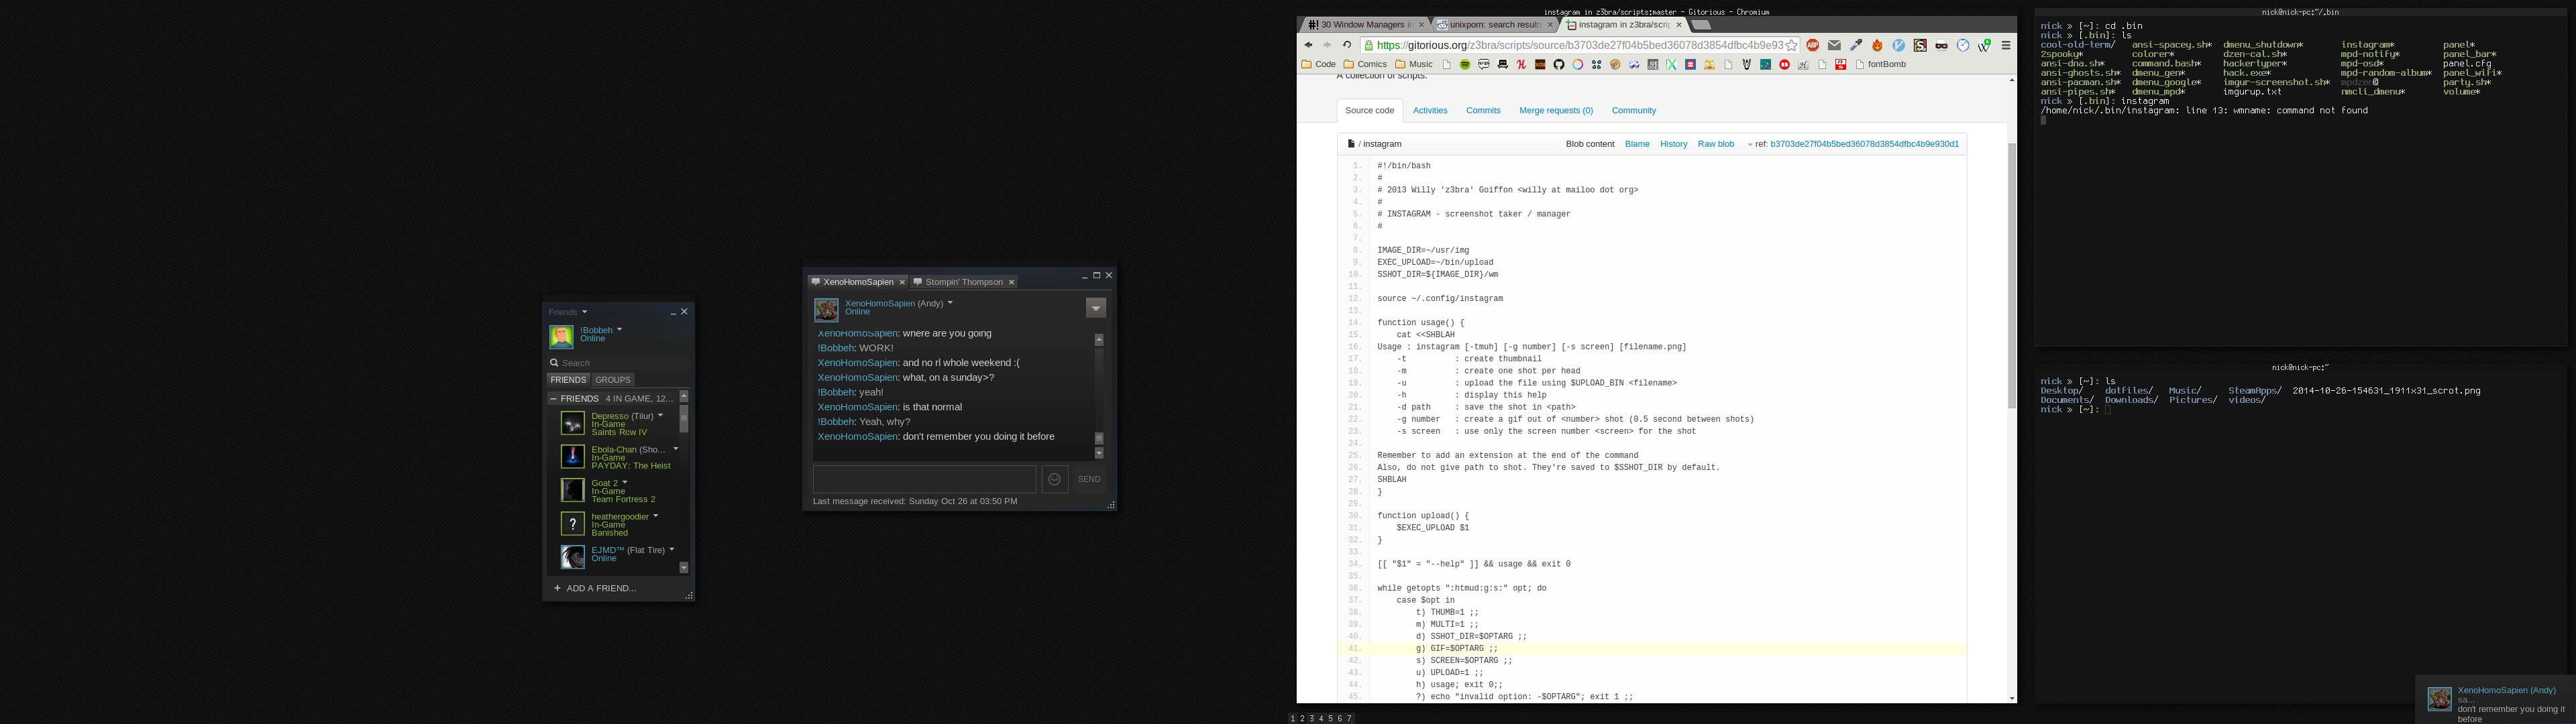 Friends
!Bobbeh
Online
Search
FRIENDS GROUPS
FRIENDS 4 IN GAME, 12...
Depresso (Tilur)
In-Game
Saints Row IV
Ebola-Chan (Sho...
In-Game
PAYDAY: The Heist
Goat 2
In-Game
Team Fortress 2
heathergoodier
In-Game
Banished
EJMD™ (Flat Tire)
Online
+ ADD A FRIEND...
XenoHomoSapien Stompin' Thompson
XenoHomoSapien (Andy)
Online
XenoHomoSapien: where are you going
!Bobbeh: WORK!
XenoHomoSapien: and no rl whole weekend :(
XenoHomoSapien: what, on a sunday>?
!Bobbeh: yeah!
XenoHomoSapien: is that normal
!Bobbeh: Yeah, why?
XenoHomoSapien: don't remember you doing it before
SEND
Last message received: Sunday Oct 26 at 03:50 PM
instagram in z3bra/scripts:master - Gitorious - Chromium
30 Window Managers in unixporn: search results instagram in z3bra/scrip
https://gitorious.org/z3bra/scripts/source/b3703de27f04b5bed36078d3854dfbc4b9e93
Code Comics Music fontBomb
A collection of scripts.
Source code Activities Commits Merge requests (0) Community
/ instagram Blob content Blame History Raw blob ref: b3703de27f04b5bed36078d3854dfbc4b9e930d1
1. #!/bin/bash
2. #
3. # 2013 Willy 'z3bra' Goiffon <willy at mailoo dot org>
4. #
5. # INSTAGRAM - screenshot taker / manager
6. #
7.
8. IMAGE_DIR=~/usr/img
9. EXEC_UPLOAD=~/bin/upload
10. SSHOT_DIR=${IMAGE_DIR}/wm
11.
12. source ~/.config/instagram
13.
14. function usage() {
15. cat <<SHBLAH
16. Usage : instagram [-tmuh] [-g number] [-s screen] [filename.png]
17. -t : create thumbnail
18. -m : create one shot per head
19. -u : upload the file using $UPLOAD_BIN <filename>
20. -h : display this help
21. -d path : save the shot in <path>
22. -g number : create a gif out of <number> shot (0.5 second between shots)
23. -s screen : use only the screen number <screen> for the shot
24.
25. Remember to add an extension at the end of the command
26. Also, do not give path to shot. They're saved to $SSHOT_DIR by default.
27. SHBLAH
28. }
29.
30. function upload() {
31. $EXEC_UPLOAD $1
32. }
33.
34. [[ "$1" = "--help" ]] && usage && exit 0
35.
36. while getopts ":htmud:g:s:" opt; do
37. case $opt in
38. t) THUMB=1 ;;
39. m) MULTI=1 ;;
40. d) SSHOT_DIR=$OPTARG ;;
41. g) GIF=$OPTARG ;;
42. s) SCREEN=$OPTARG ;;
43. u) UPLOAD=1 ;;
44. h) usage; exit 0;;
45. ?) echo "invalid option: -$OPTARG"; exit 1 ;;
1 2 3 4 5 6 7
nick@nick-pc:~/.bin
nick » [~]: cd .bin
nick » [.bin]: ls
cool-old-term/ ansi-spacey.sh* dmenu_shutdown* instagram* panel*
2spooky* colorer* dzen-cal.sh* mpd-notify* panel_bar*
ansi-dna.sh* command.bash* hackertyper* mpd-osd* panel.cfg
ansi-ghosts.sh* dmenu_gen* hack.exe* mpd-random-album* panel_wifi*
ansi-pacman.sh* dmenu_google* imgur-screenshot.sh* mpdzen@ party.sh*
ansi-pipes.sh* dmenu_mpd* imgurup.txt nmcli_dmenu* volume*
nick » [.bin]: instagram
/home/nick/.bin/instagram: line 13: wmname: command not found
nick@nick-pc:~
nick » [~]: ls
Desktop/ dotfiles/ Music/ SteamApps/ 2014-10-26-154631_1911x31_scrot.png
Documents/ Downloads/ Pictures/ videos/
nick » [~]:
XenoHomoSapien (Andy)
sa...
don't remember you doing it
before